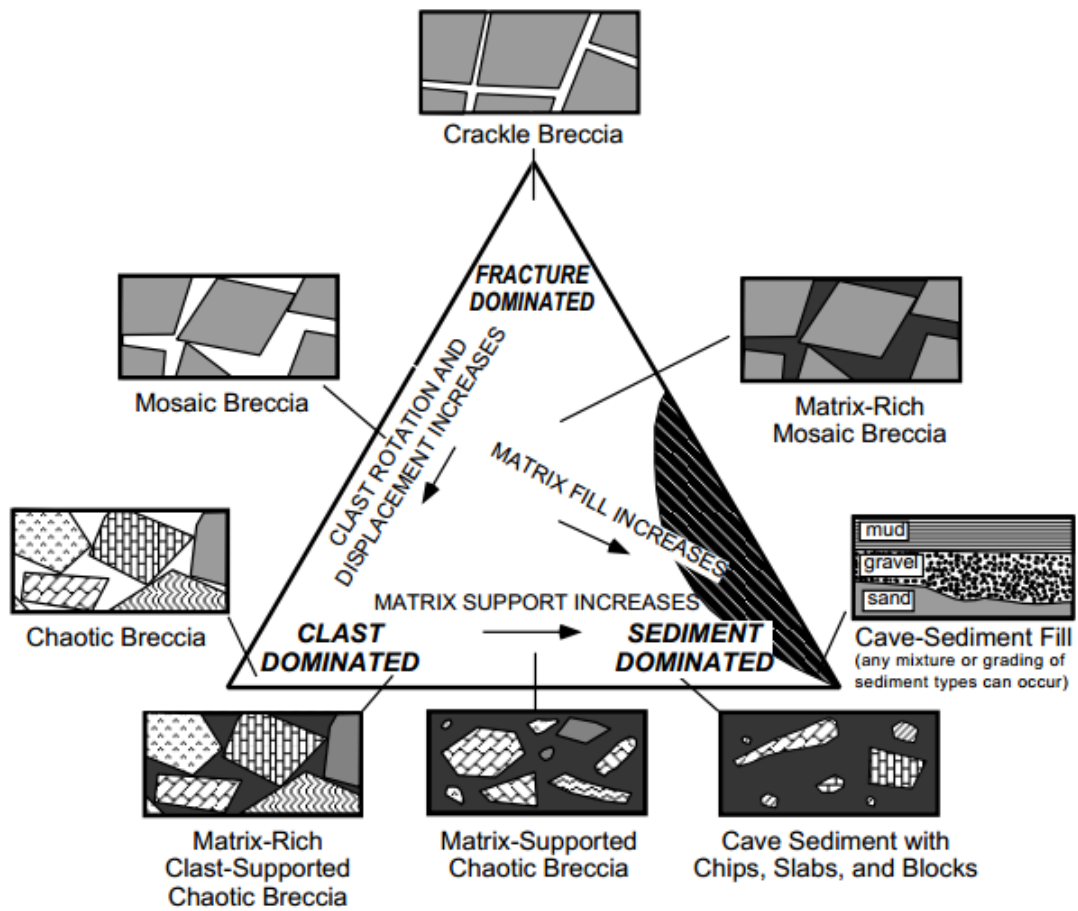 Crackle Breccia
FRACTURE
DOMINATED
Mosaic Breccia
Matrix-Rich
Mosaic Breccia
CLAST ROTATION AND
DISPLACEMENT INCREASES
MATRIX FILL INCREASES
mud
gravel
sand
Chaotic Breccia
MATRIX SUPPORT INCREASES
CLAST
DOMINATED
SEDIMENT
DOMINATED
Cave-Sediment Fill
(any mixture or grading of
sediment types can occur)
Matrix-Rich
Clast-Supported
Chaotic Breccia
Matrix-Supported
Chaotic Breccia
Cave Sediment with
Chips, Slabs, and Blocks